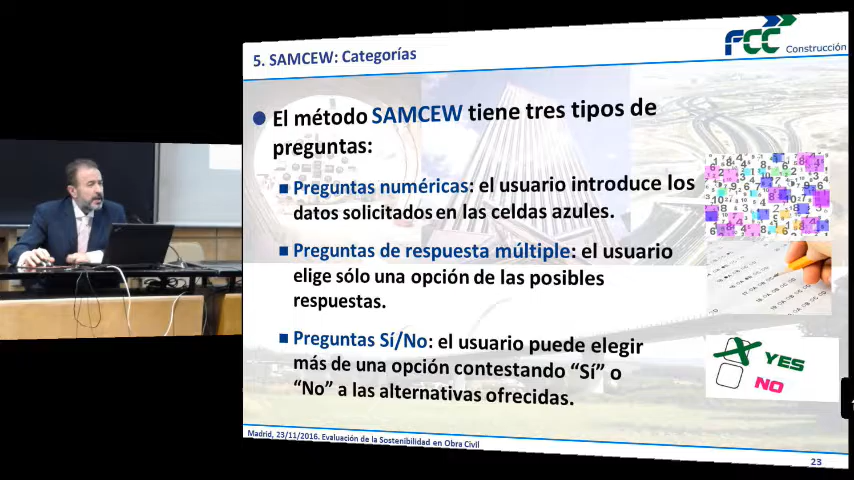 5. SAMCEW: Categorías
FCC
Construcción
El método SAMCEW tiene tres tipos de
preguntas:
Preguntas numéricas: el usuario introduce los
datos solicitados en las celdas azules.
Preguntas de respuesta múltiple: el usuario
elige sólo una opción de las posibles
respuestas.
Preguntas Sí/No: el usuario puede elegir
más de una opción contestando “Sí” o
“No” a las alternativas ofrecidas.
YES
NO
Madrid, 23/11/2016. Evaluación de la Sostenibilidad en Obra Civil
23